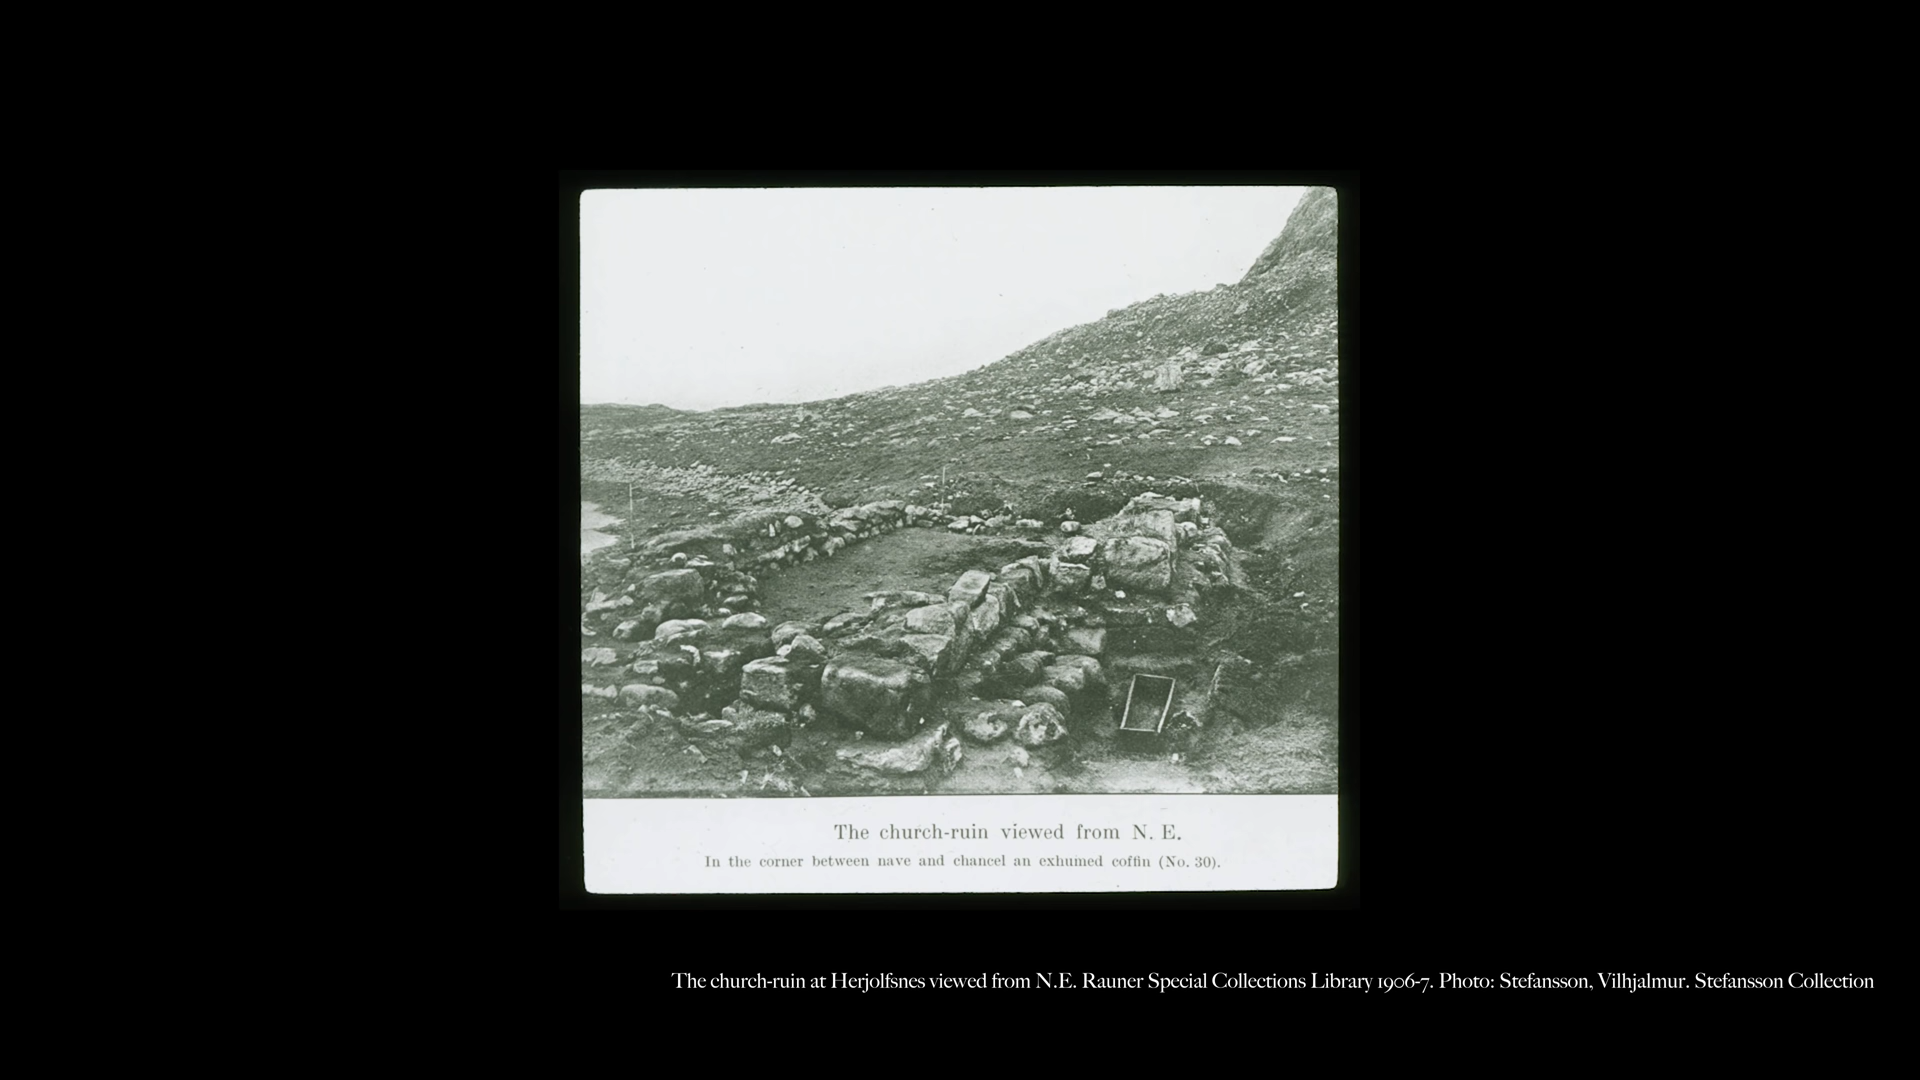 The church-ruin viewed from N. E.
In the corner between nave and chancel an exhumed coffin (No. 30).
The church-ruin at Herjolfsnes viewed from N.E. Rauner Special Collections Library 1906-7. Photo: Stefansson, Vilhjalmur. Stefansson Collection